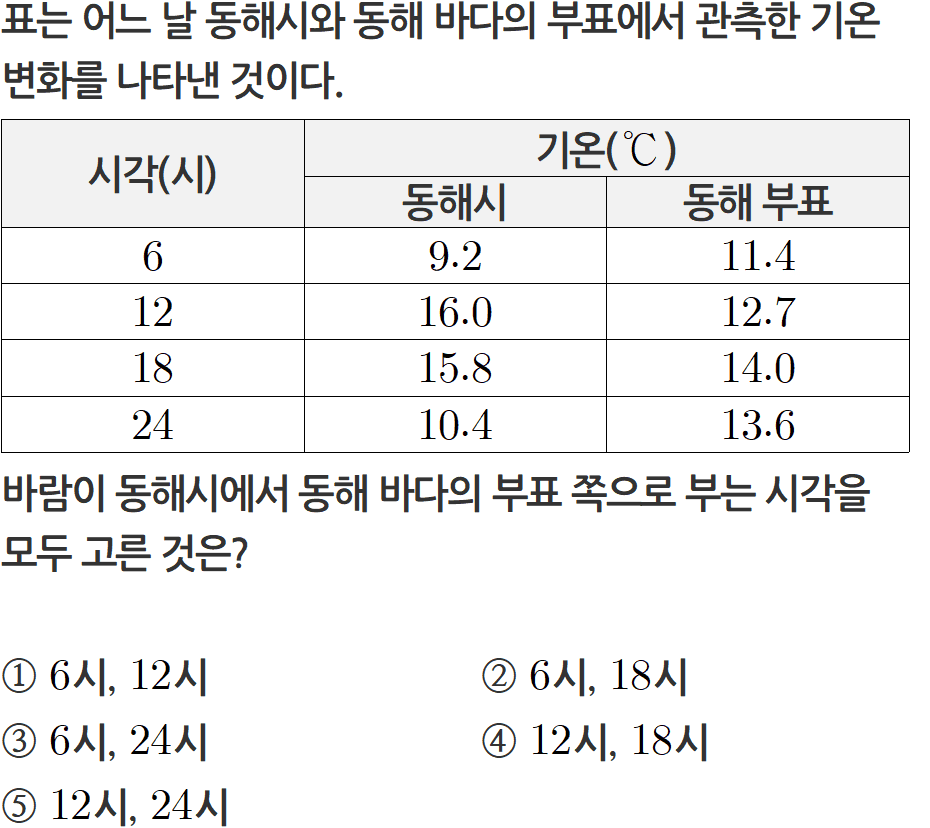 표는 어느 날 동해시와 동해 바다의 부표에서 관측한 기온
변화를 나타낸 것이다.
시각(시) 기온(℃)
동해시 동해 부표
6 9.2 11.4
12 16.0 12.7
18 15.8 14.0
24 10.4 13.6
바람이 동해시에서 동해 바다의 부표 쪽으로 부는 시각을
모두 고른 것은?
① 6시, 12시 ② 6시, 18시
③ 6시, 24시 ④ 12시, 18시
⑤ 12시, 24시